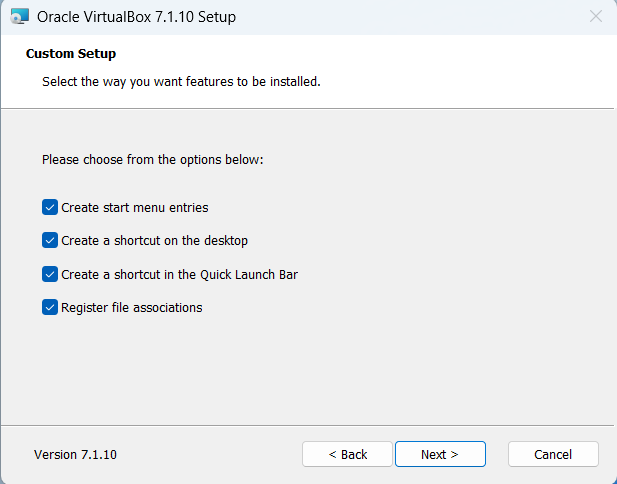 Oracle VirtualBox 7.1.10 Setup
Custom Setup
Select the way you want features to be installed.
Please choose from the options below:
Create start menu entries
Create a shortcut on the desktop
Create a shortcut in the Quick Launch Bar
Register file associations
Version 7.1.10
< Back
Next >
Cancel